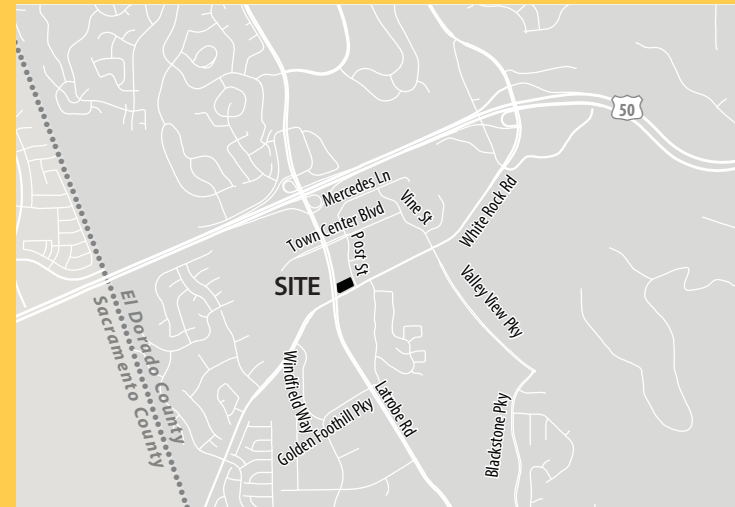 50
Mercedes Ln
Vine St
Town Center Blvd
White Rock Rd
Post St
SITE
Valley View Pky
El Dorado County
Sacramento County
Windfield Way
Latrobe Rd
Golden Foothill Pky
Blackstone Pky